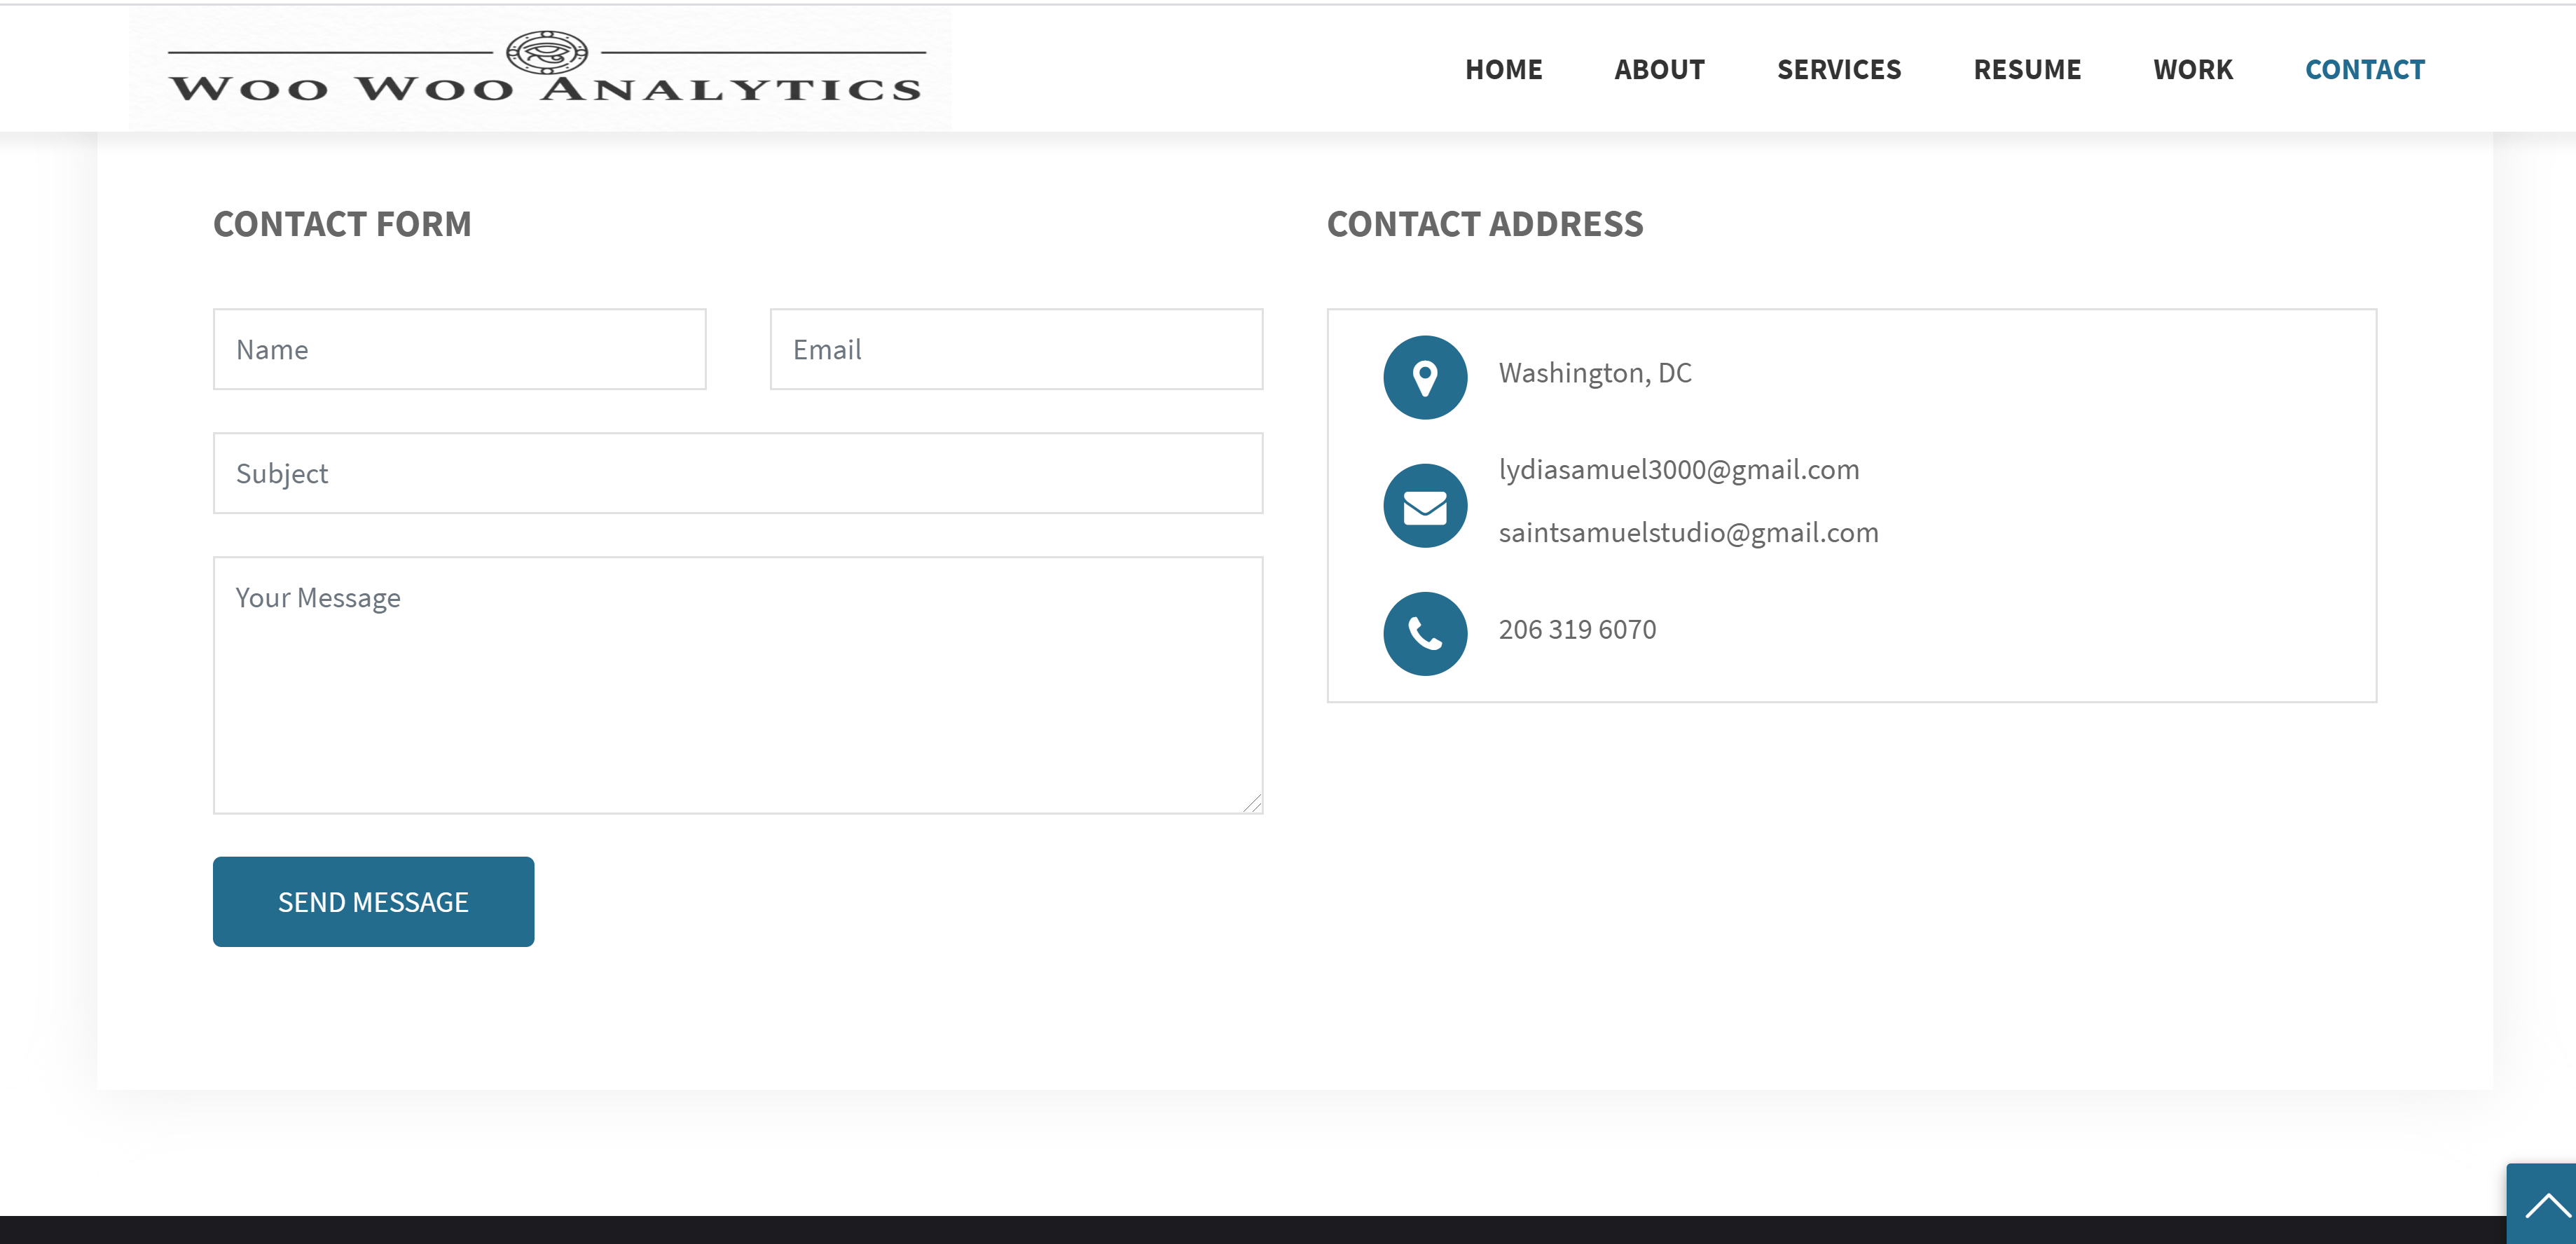 WOO WOO ANALYTICS
HOME ABOUT SERVICES RESUME WORK CONTACT
CONTACT FORM
Name Email
Subject
Your Message
SEND MESSAGE
CONTACT ADDRESS
Washington, DC
lydiasamuel3000@gmail.com
saintsamuelstudio@gmail.com
206 319 6070